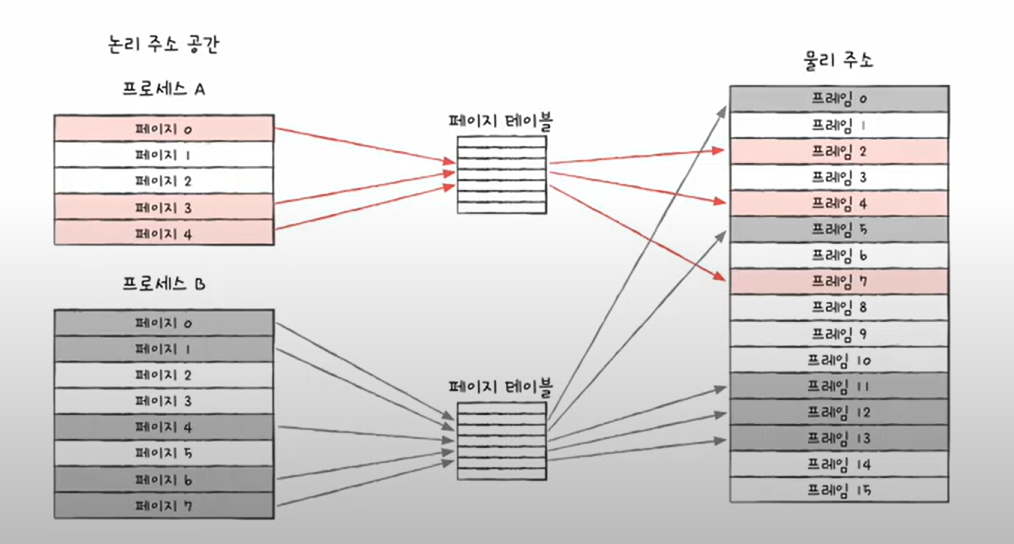 논리 주소 공간
프로세스 A
페이지 0
페이지 1
페이지 2
페이지 3
페이지 4
프로세스 B
페이지 0
페이지 1
페이지 2
페이지 3
페이지 4
페이지 5
페이지 6
페이지 7
페이지 테이블
페이지 테이블
물리 주소
프레임 0
프레임 1
프레임 2
프레임 3
프레임 4
프레임 5
프레임 6
프레임 7
프레임 8
프레임 9
프레임 10
프레임 11
프레임 12
프레임 13
프레임 14
프레임 15